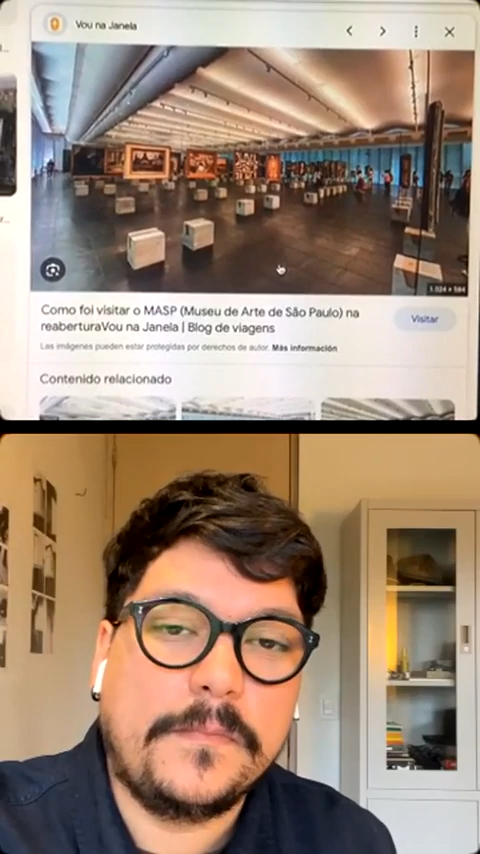 Vou na Janela
1.024 × 584
Como foi visitar o MASP (Museu de Arte de São Paulo) na
reaberturaVou na Janela | Blog de viagens
Visitar
Las imágenes pueden estar protegidas por derechos de autor. Más información
Contenido relacionado